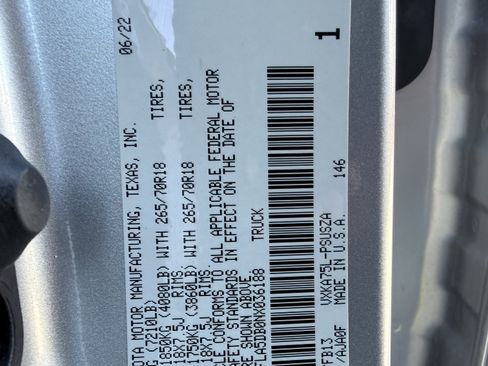 OTA MOTOR MANUFACTURING, TEXAS, INC. 06/22
G (7210LB)
1850KG (4080LB) WITH 265/70R18 TIRES,
18X7.5J RIMS.
1750KG (3860LB) WITH 265/70R18 TIRES,
18X7.5J RIMS.
LE CONFORMS TO ALL APPLICABLE FEDERAL MOTOR
AFETY STANDARDS IN EFFECT ON THE DATE OF
RE SHOWN ABOVE.
FLA5DB0NX036188 TRUCK
1
VXKA75L-PSUSZA 146
FB13 MADE IN U.S.A.
/AJA0F